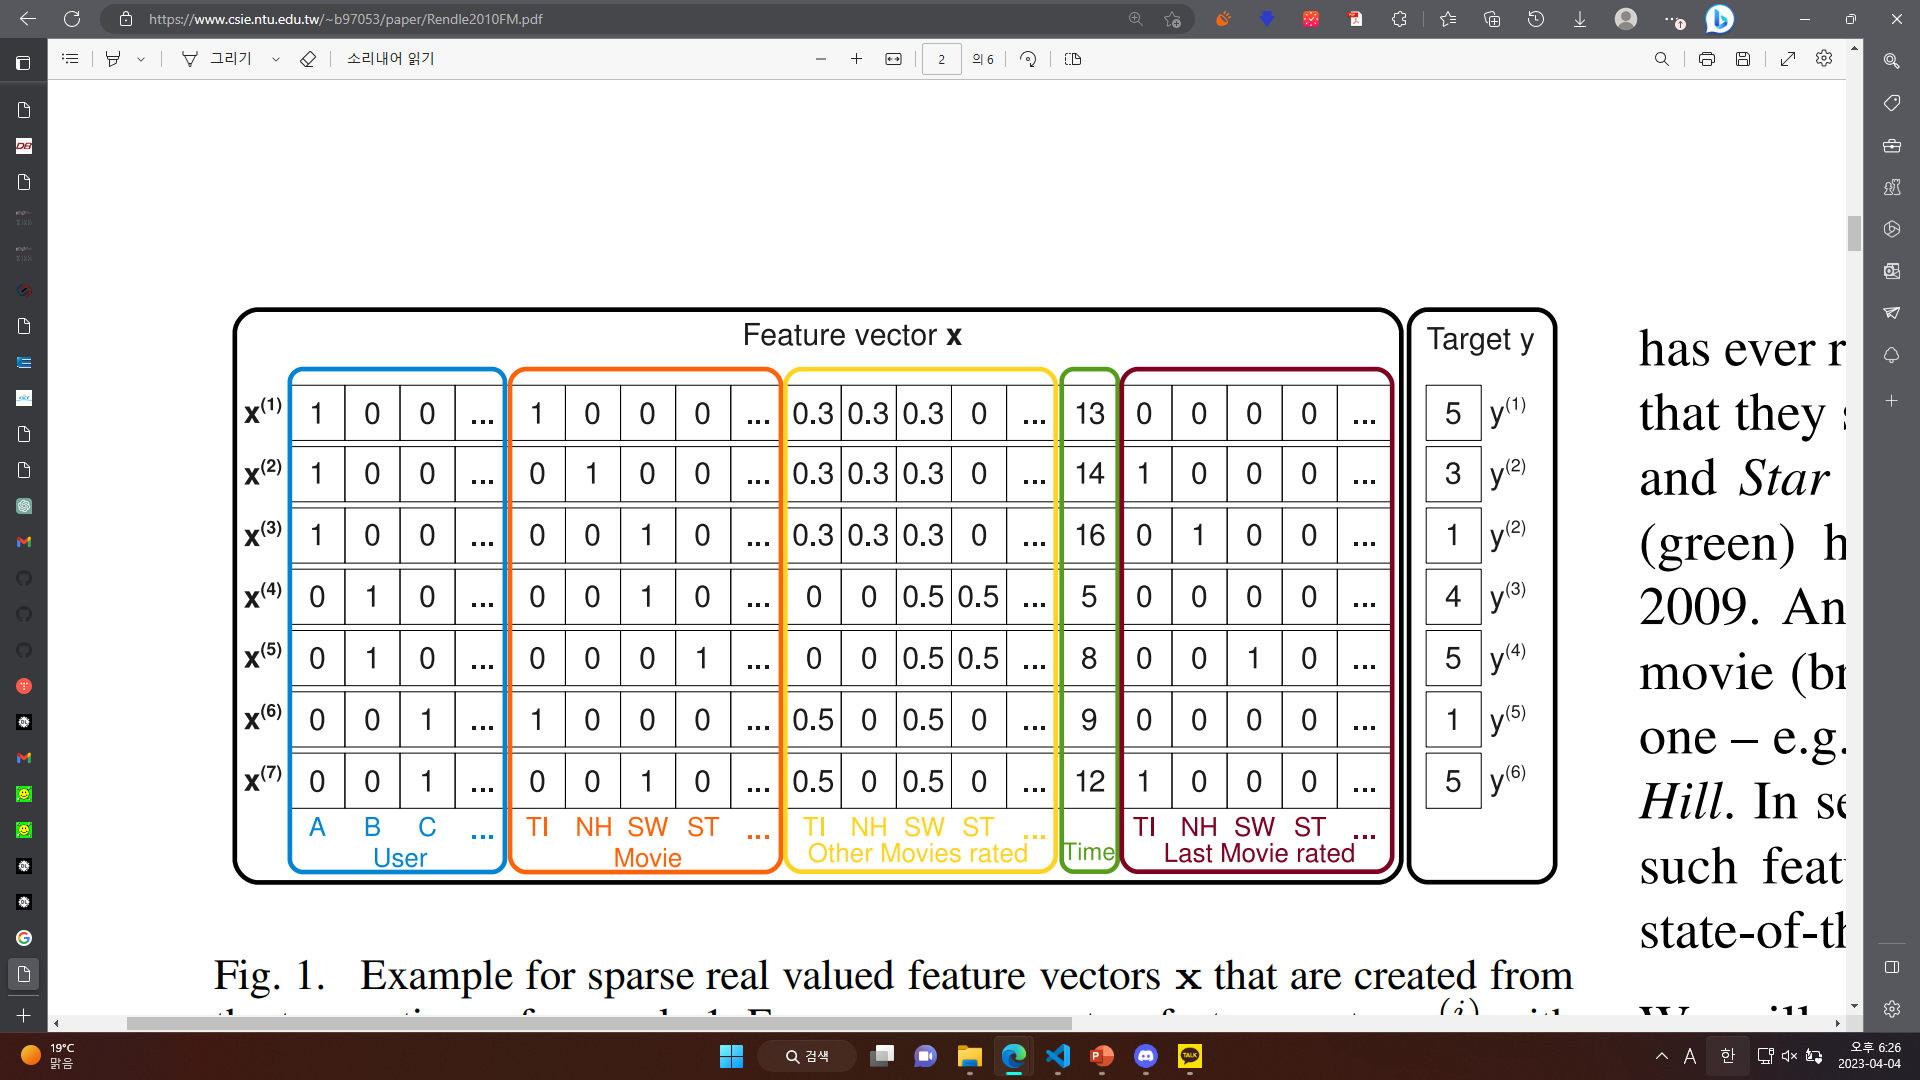 https://www.csie.ntu.edu.tw/~b97053/paper/Rendle2010FM.pdf
그리기 소리내어 읽기 2 의 6
Feature vector x Target y
x(1) 1 0 0 ... 1 0 0 0 ... 0.3 0.3 0.3 0 ... 13 0 0 0 0 ... 5 y(1)
x(2) 1 0 0 ... 0 1 0 0 ... 0.3 0.3 0.3 0 ... 14 1 0 0 0 ... 3 y(2)
x(3) 1 0 0 ... 0 0 1 0 ... 0.3 0.3 0.3 0 ... 16 0 1 0 0 ... 1 y(2)
x(4) 0 1 0 ... 0 0 1 0 ... 0 0 0.5 0.5 ... 5 0 0 0 0 ... 4 y(3)
x(5) 0 1 0 ... 0 0 0 1 ... 0 0 0.5 0.5 ... 8 0 0 1 0 ... 5 y(4)
x(6) 0 0 1 ... 1 0 0 0 ... 0.5 0 0.5 0 ... 9 0 0 0 0 ... 1 y(5)
x(7) 0 0 1 ... 0 0 1 0 ... 0.5 0 0.5 0 ... 12 1 0 0 0 ... 5 y(6)
A B C ... TI NH SW ST ... TI NH SW ST ... TI NH SW ST ...
User Movie Other Movies rated Time Last Movie rated
Fig. 1. Example for sparse real valued feature vectors x that are created from
has ever
that they
and Star
(green)
2009. An
movie
one – e.g.
Hill. In
such
19°C
맑음
검색
TALK
A 한
오후 6:26
2023-04-04